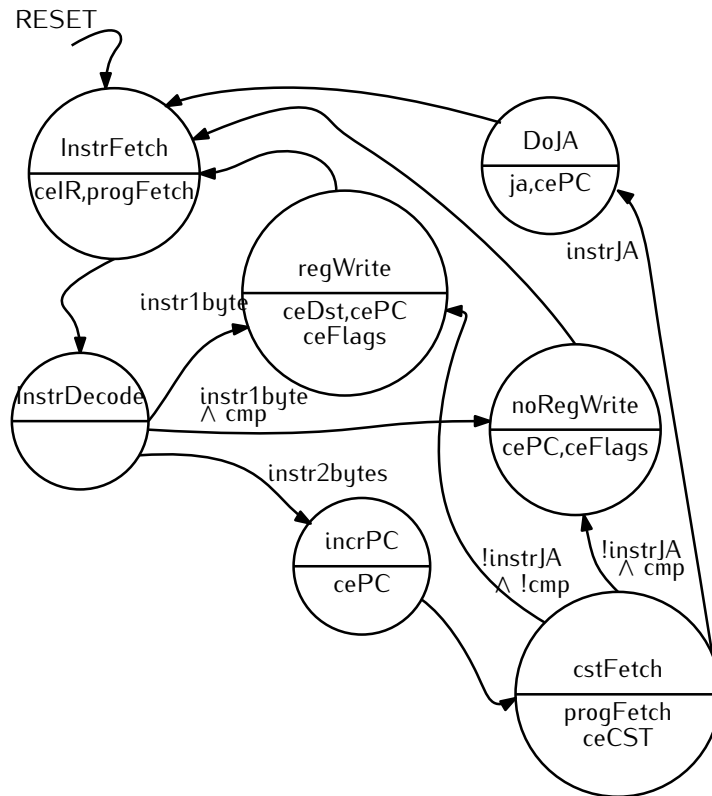 RESET
InstrFetch
ceIR,progFetch
DoJA
ja,cePC
instrJA
regWrite
ceDst,cePC
ceFlags
instr1byte
InstrDecode
instr1byte
∧ cmp
noRegWrite
cePC,ceFlags
instr2bytes
incrPC
cePC
!instrJA
∧ !cmp
!instrJA
∧ cmp
cstFetch
progFetch
ceCST